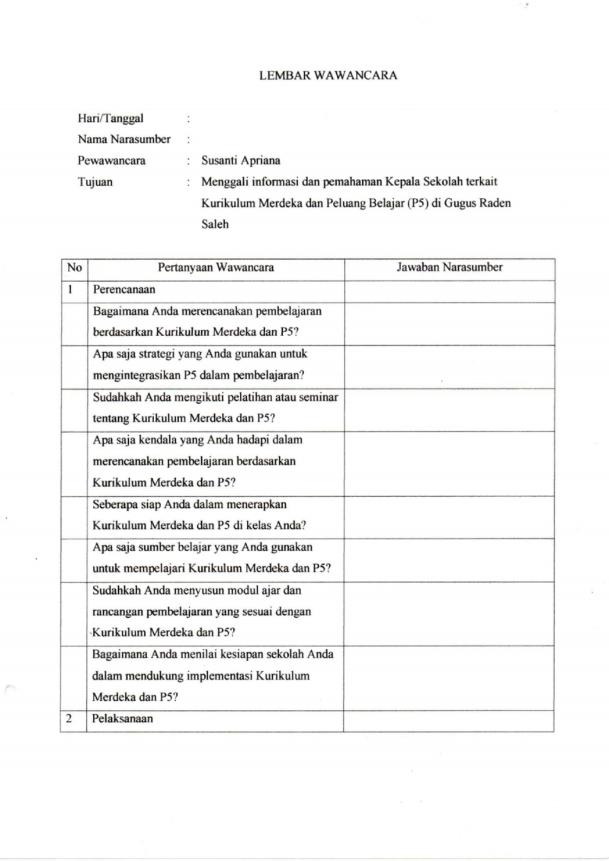 LEMBAR WAWANCARA
Hari/Tanggal :
Nama Narasumber :
Pewawancara : Susanti Apriana
Tujuan : Menggali informasi dan pemahaman Kepala Sekolah terkait
Kurikulum Merdeka dan Peluang Belajar (P5) di Gugus Raden
Saleh
No Pertanyaan Wawancara Jawaban Narasumber
1 Perencanaan
Bagaimana Anda merencanakan pembelajaran
berdasarkan Kurikulum Merdeka dan P5?
Apa saja strategi yang Anda gunakan untuk
mengintegrasikan P5 dalam pembelajaran?
Sudahkah Anda mengikuti pelatihan atau seminar
tentang Kurikulum Merdeka dan P5?
Apa saja kendala yang Anda hadapi dalam
merencanakan pembelajaran berdasarkan
Kurikulum Merdeka dan P5?
Seberapa siap Anda dalam menerapkan
Kurikulum Merdeka dan P5 di kelas Anda?
Apa saja sumber belajar yang Anda gunakan
untuk mempelajari Kurikulum Merdeka dan P5?
Sudahkah Anda menyusun modul ajar dan
rancangan pembelajaran yang sesuai dengan
Kurikulum Merdeka dan P5?
Bagaimana Anda menilai kesiapan sekolah Anda
dalam mendukung implementasi Kurikulum
Merdeka dan P5?
2 Pelaksanaan